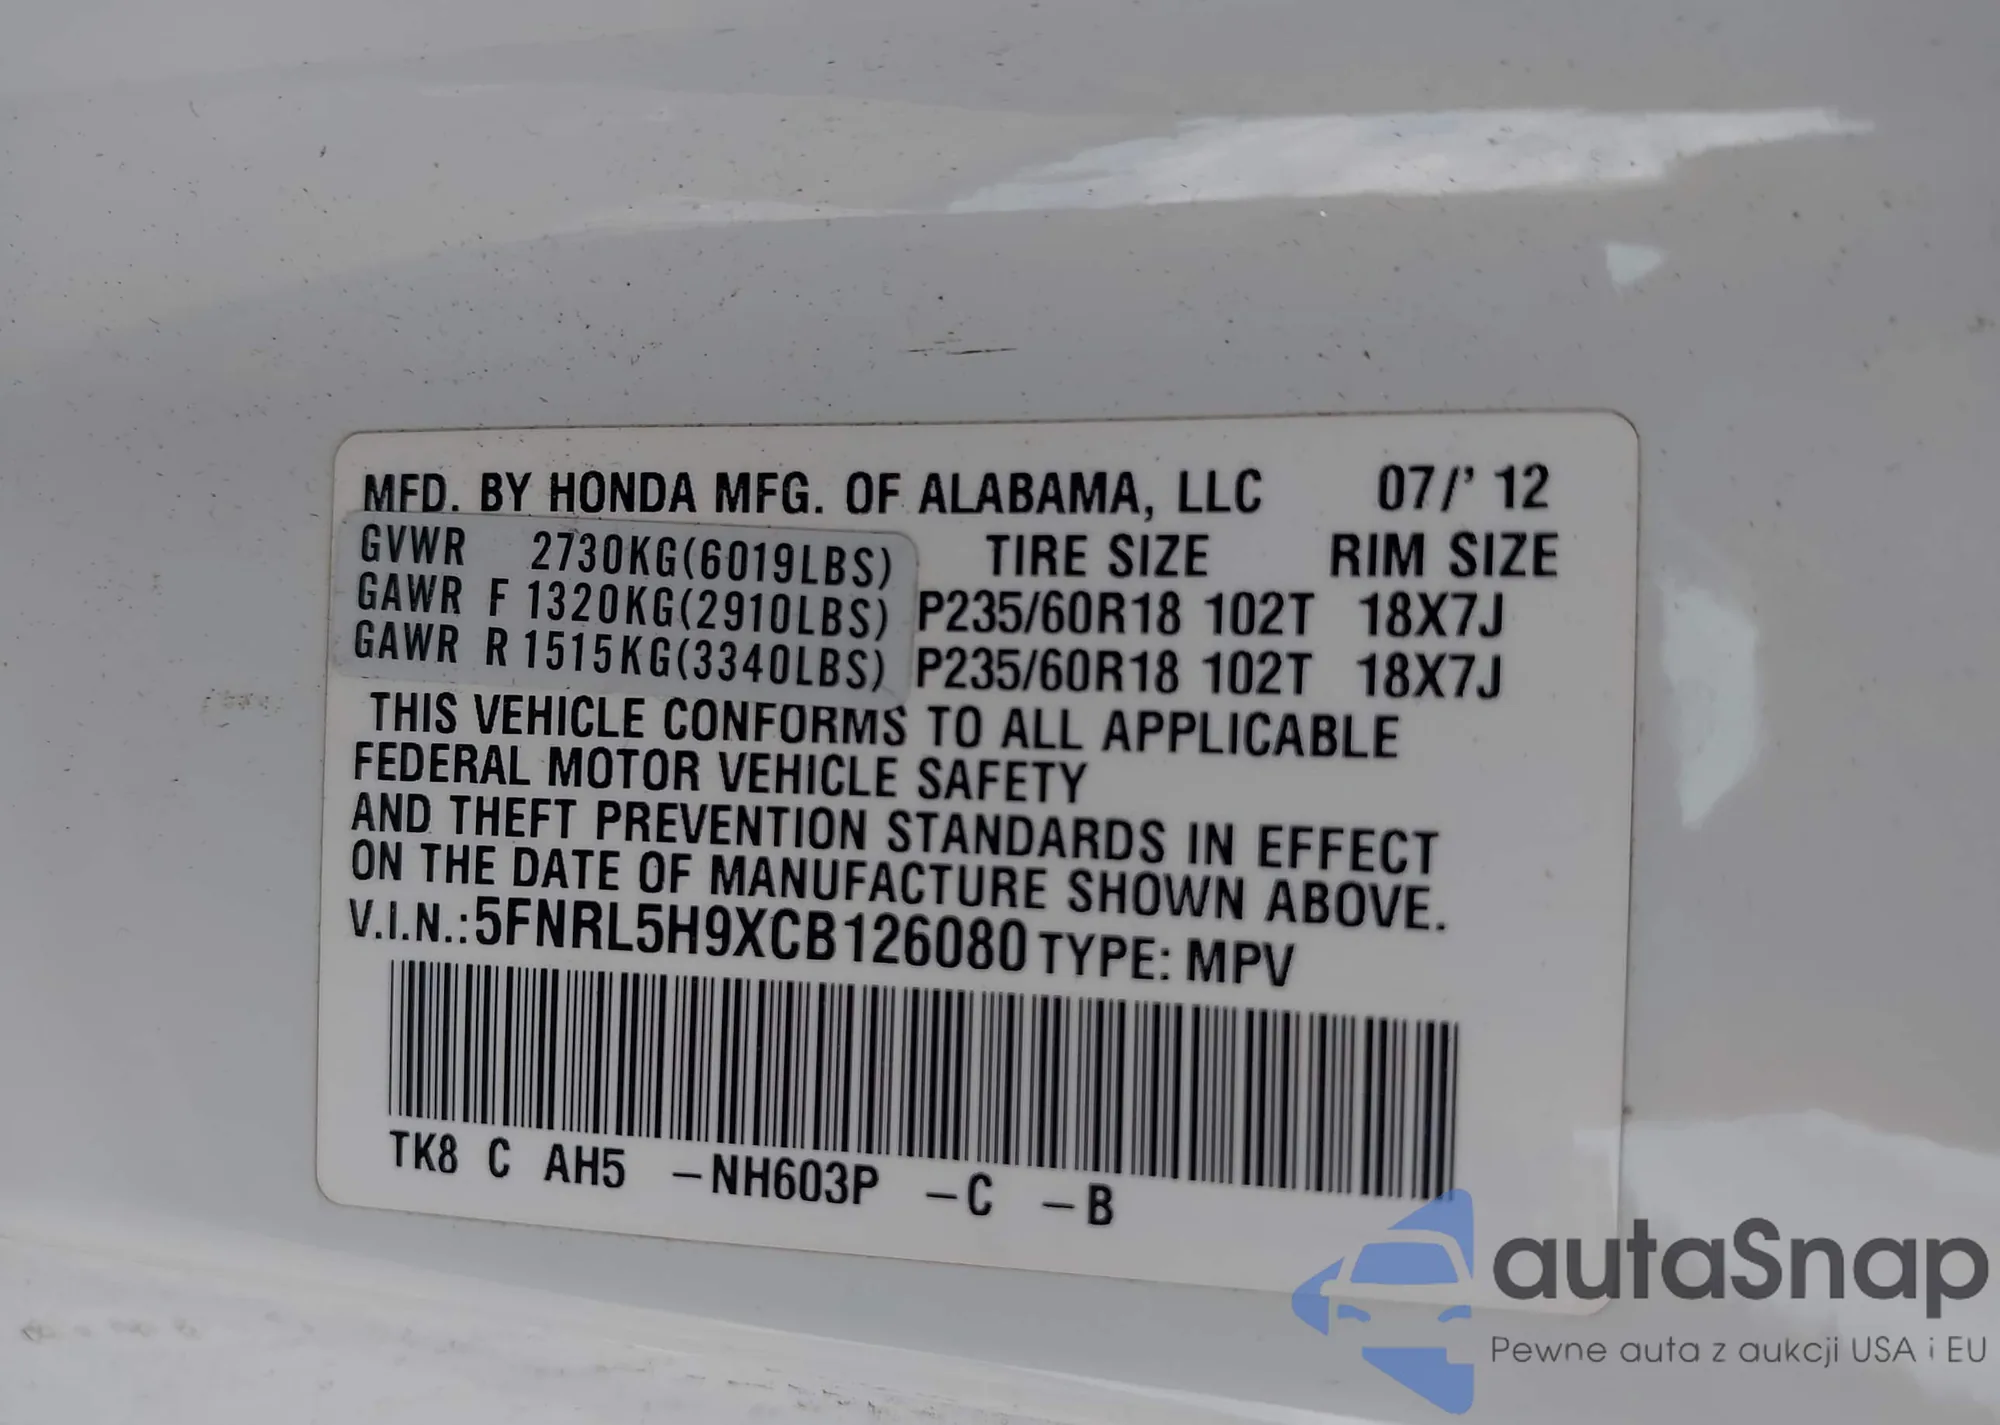 MFD. BY HONDA MFG. OF ALABAMA, LLC 07/' 12
GVWR 2730KG(6019LBS) TIRE SIZE RIM SIZE
GAWR F 1320KG(2910LBS) P235/60R18 102T 18X7J
GAWR R 1515KG(3340LBS) P235/60R18 102T 18X7J
THIS VEHICLE CONFORMS TO ALL APPLICABLE
FEDERAL MOTOR VEHICLE SAFETY
AND THEFT PREVENTION STANDARDS IN EFFECT
ON THE DATE OF MANUFACTURE SHOWN ABOVE.
V.I.N.:5FNRL5H9XCB126080 TYPE: MPV
TK8 C AH5 –NH603P –C –B
autaSnap
Pewne auta z aukcji USA i EU